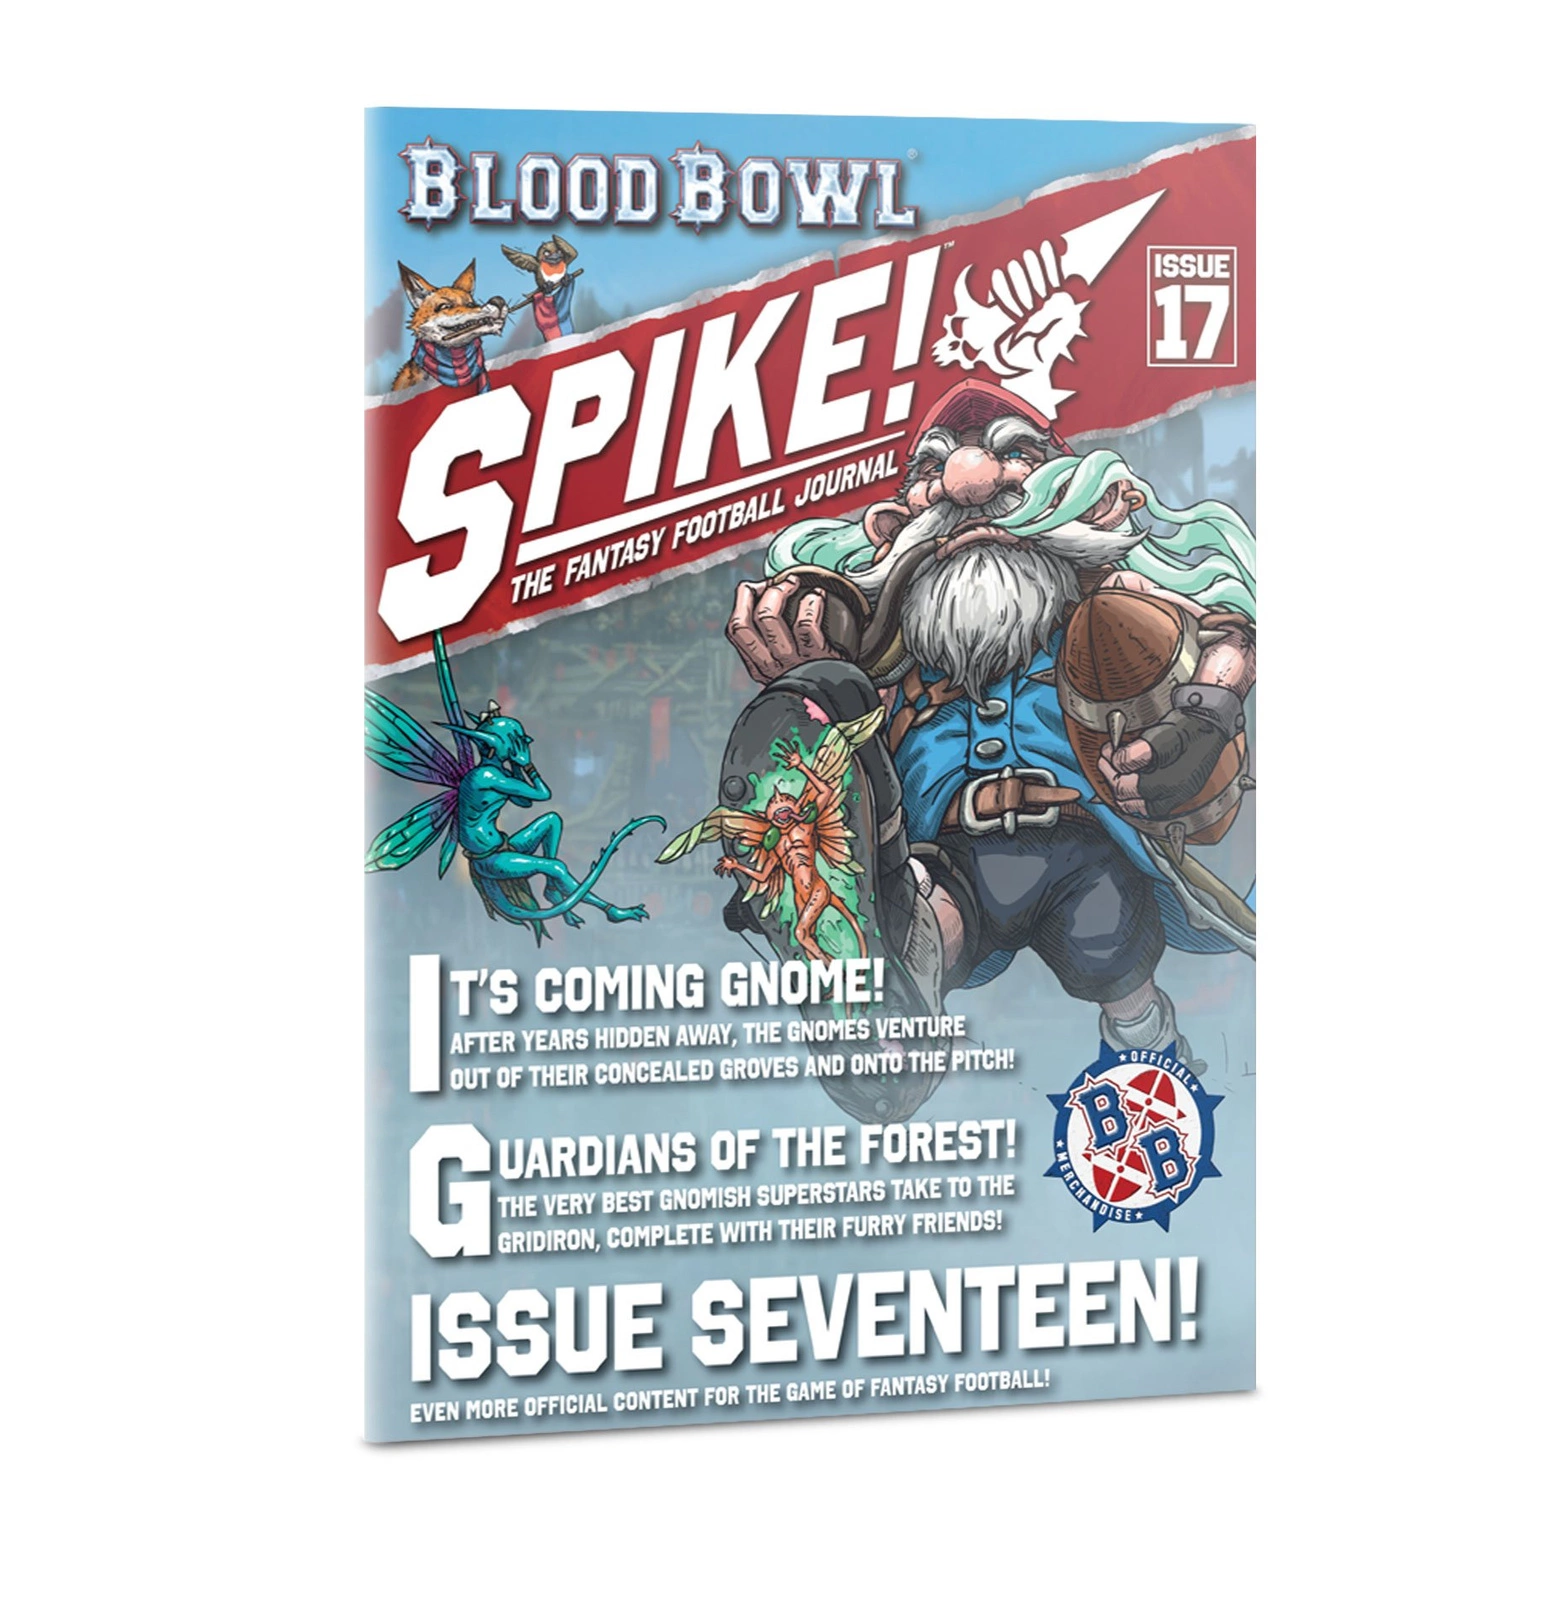 BLOOD BOWL®
SPIKE!™
ISSUE
17
THE FANTASY FOOTBALL JOURNAL
IT'S COMING GNOME!
AFTER YEARS HIDDEN AWAY, THE GNOMES VENTURE
OUT OF THEIR CONCEALED GROVES AND ONTO THE PITCH!
GUARDIANS OF THE FOREST!
THE VERY BEST GNOMISH SUPERSTARS TAKE TO THE
GRIDIRON, COMPLETE WITH THEIR FURRY FRIENDS!
★ OFFICIAL ★
B B
★ MERCHANDISE ★
ISSUE SEVENTEEN!
EVEN MORE OFFICIAL CONTENT FOR THE GAME OF FANTASY FOOTBALL!